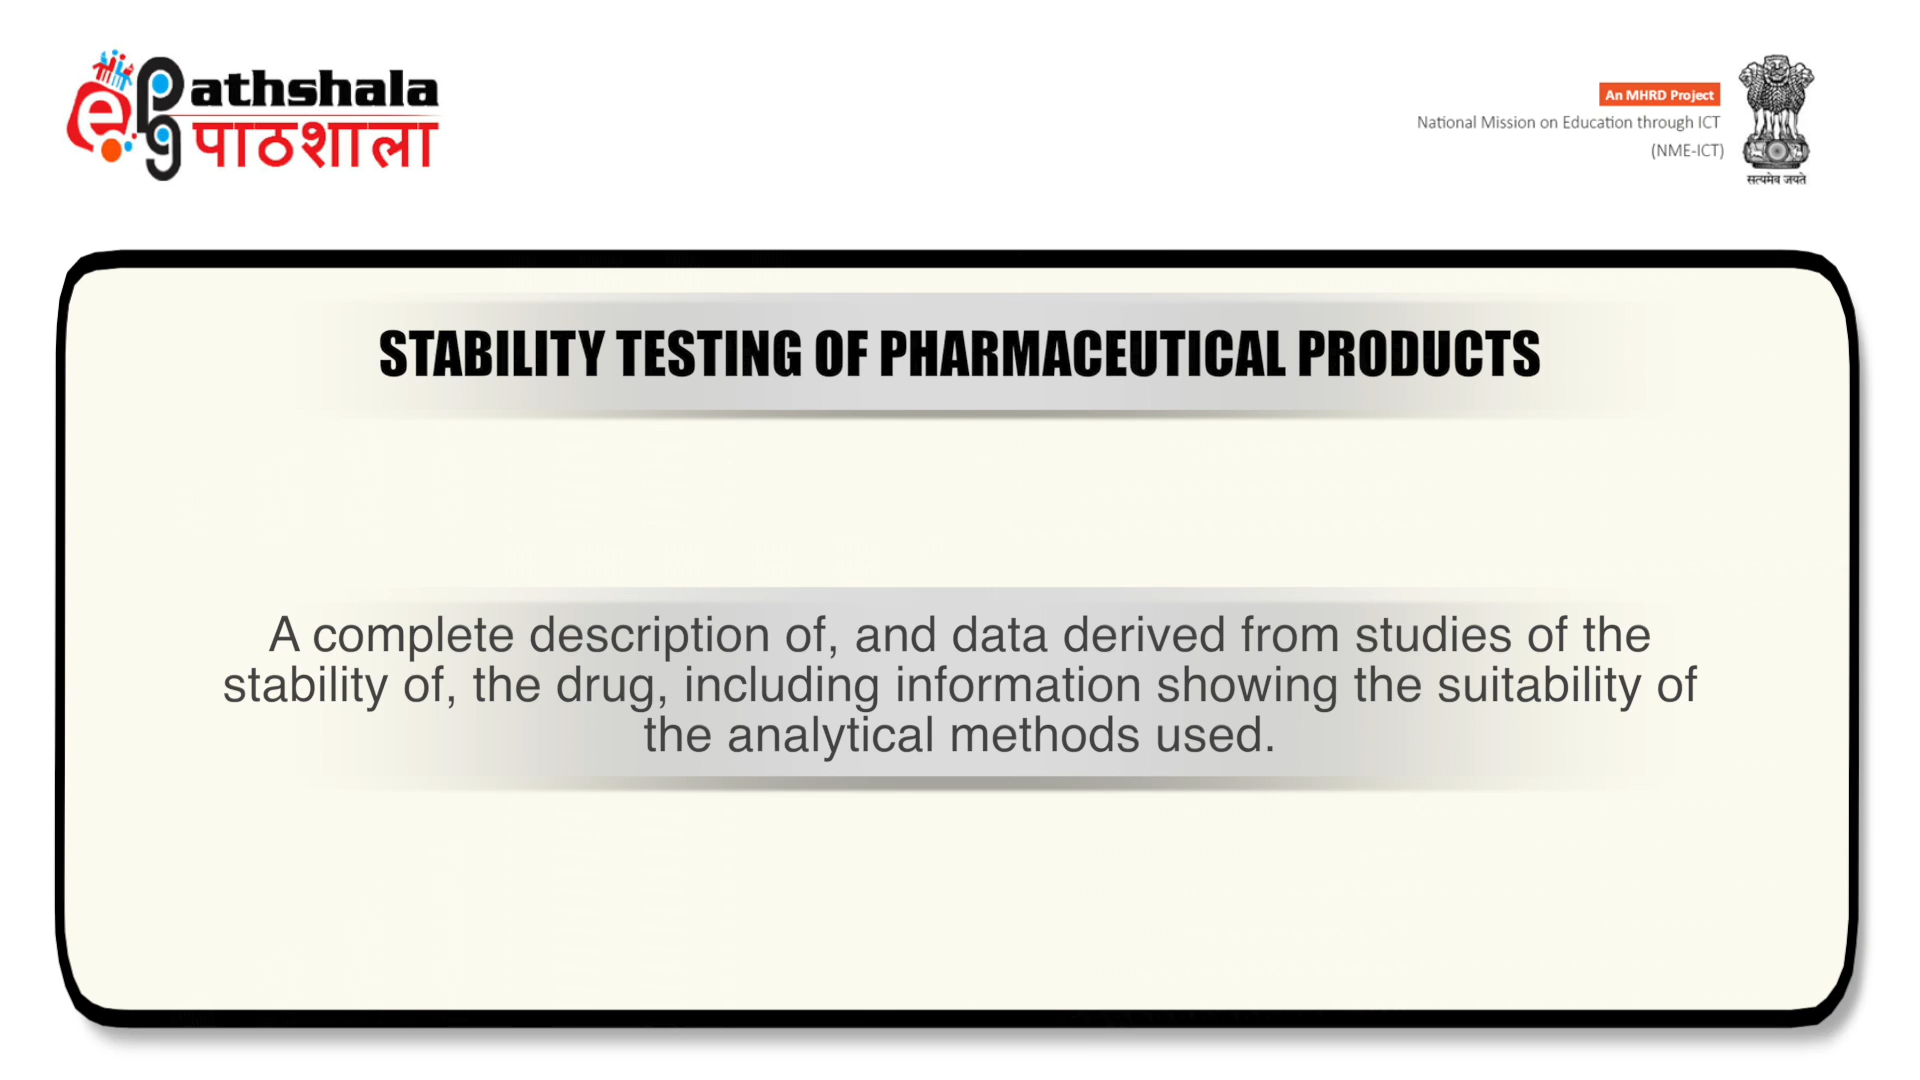 e pg athshala
पाठशाला
An MHRD Project
National Mission on Education through ICT
(NME-ICT)
सत्यमेव जयते
STABILITY TESTING OF PHARMACEUTICAL PRODUCTS
A complete description of, and data derived from studies of the
stability of, the drug, including information showing the suitability of
the analytical methods used.